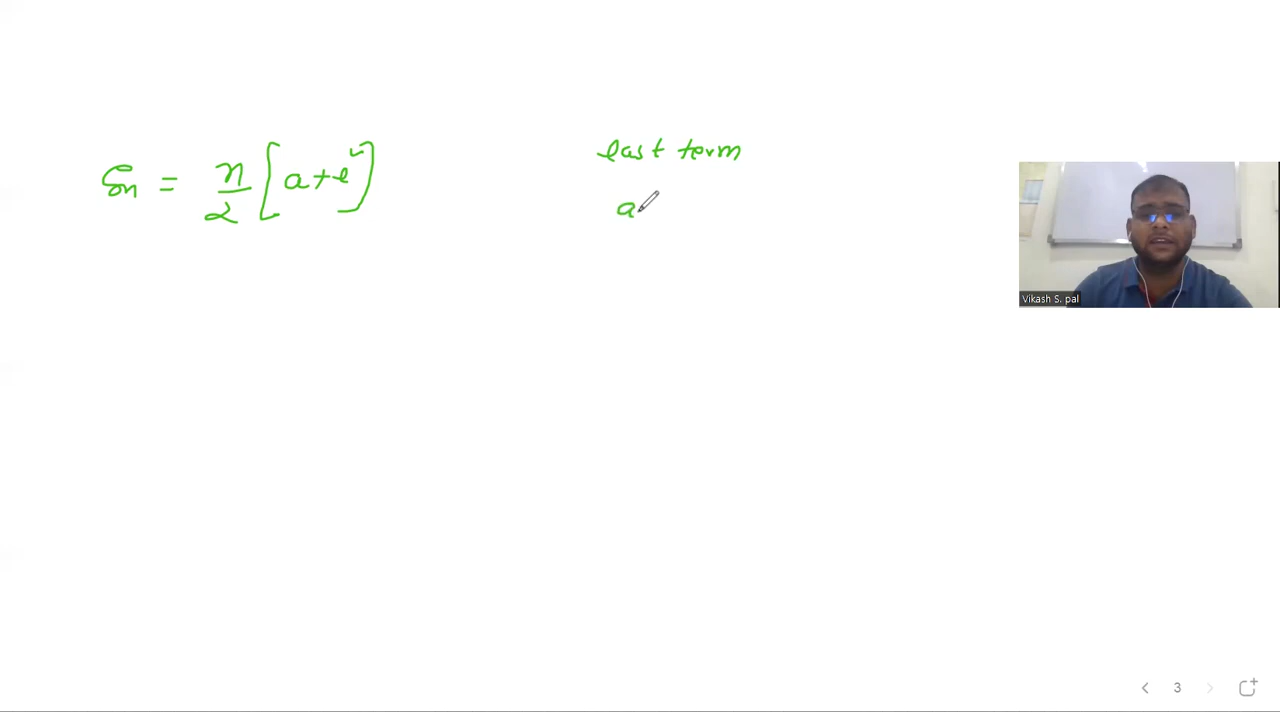 Sn = n/2 [a+l]
last term
a
Vikash S. pal
3